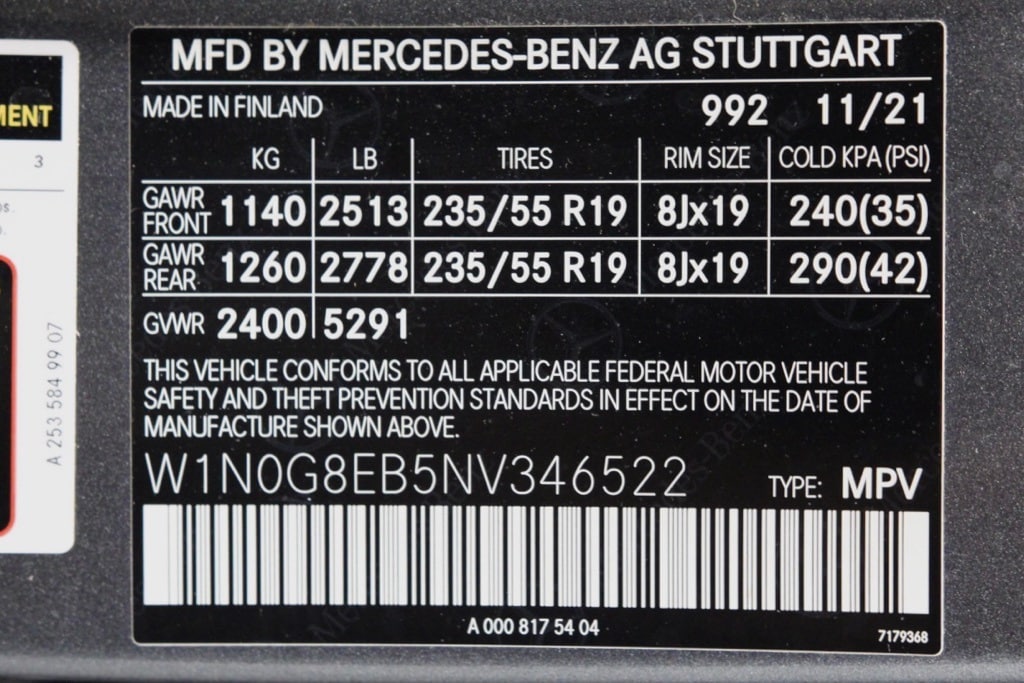 MFD BY MERCEDES-BENZ AG STUTTGART
MADE IN FINLAND 992 11/21
KG LB TIRES RIM SIZE COLD KPA(PSI)
GAWR FRONT 1140 2513 235/55 R19 8Jx19 240(35)
GAWR REAR 1260 2778 235/55 R19 8Jx19 290(42)
GVWR 2400 5291
THIS VEHICLE CONFORMS TO ALL APPLICABLE FEDERAL MOTOR VEHICLE
SAFETY AND THEFT PREVENTION STANDARDS IN EFFECT ON THE DATE OF
MANUFACTURE SHOWN ABOVE.
W1N0G8EB5NV346522 TYPE: MPV
A 000 817 54 04
7179368
MENT
3
A 253 584 99 07